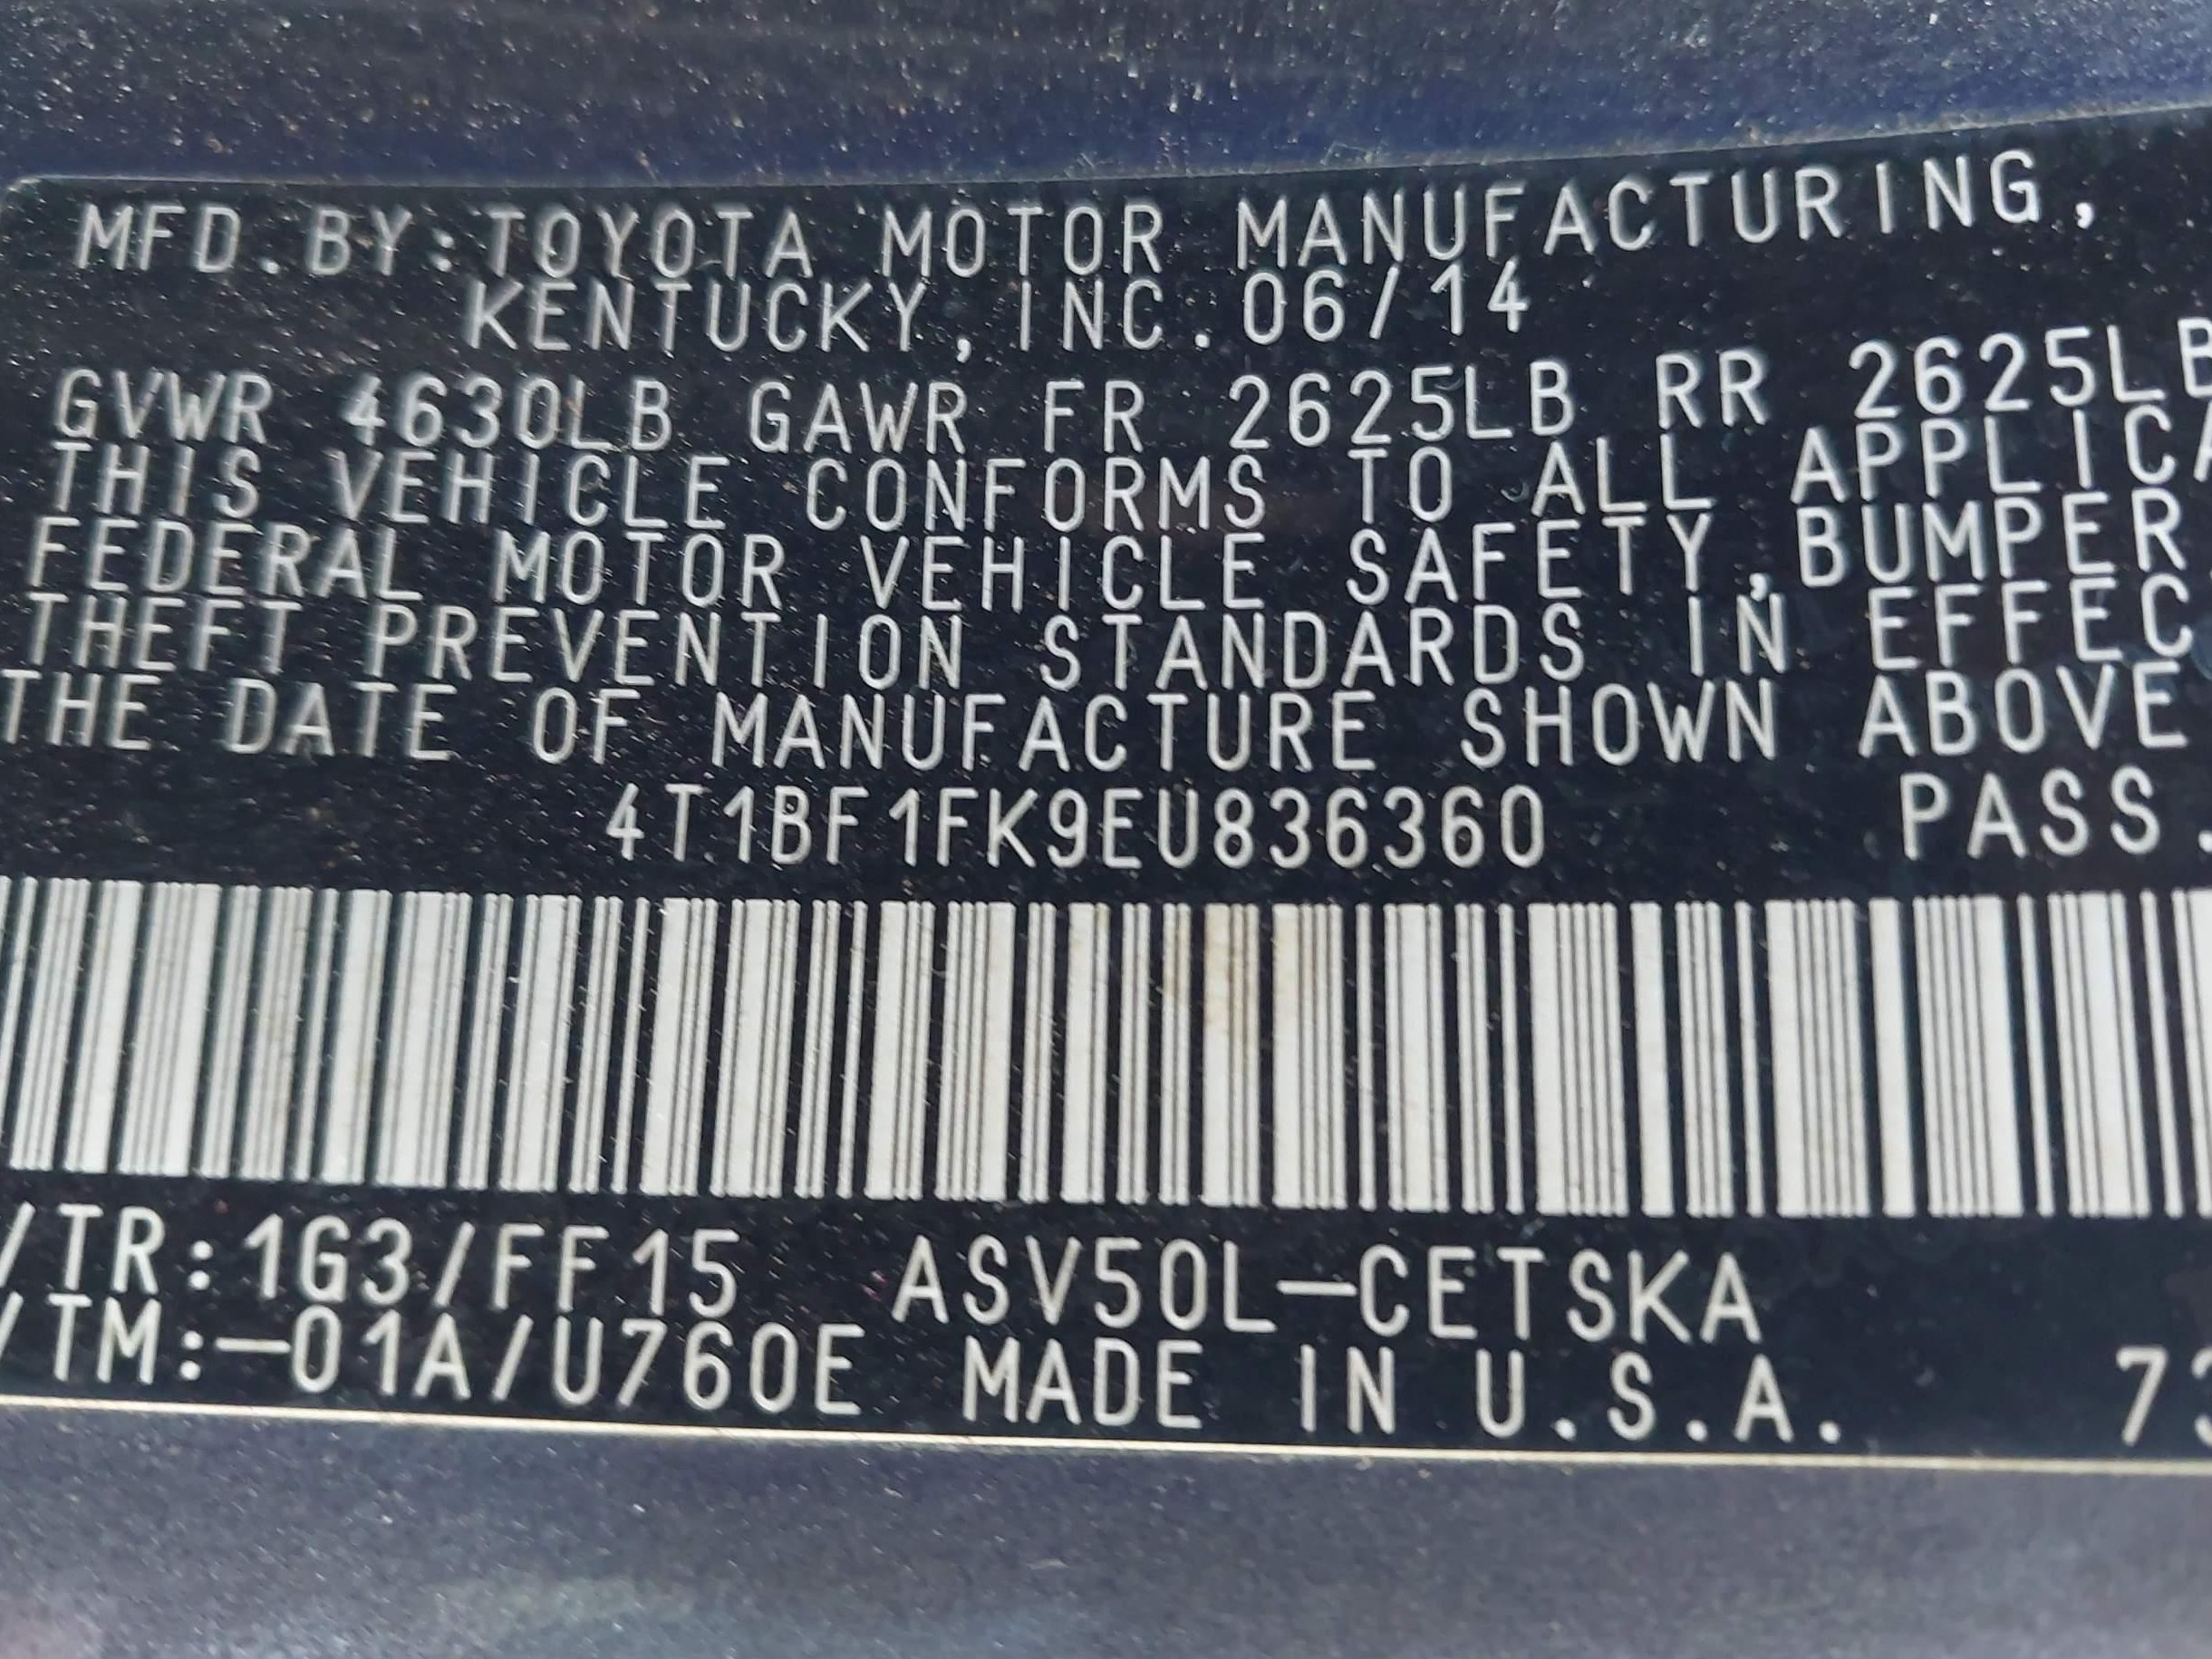 MFD.BY:TOYOTA MOTOR MANUFACTURING,
KENTUCKY, INC. 06/14
GVWR 4630LB GAWR FR 2625LB RR 2625LB
THIS VEHICLE CONFORMS TO ALL APPLICA
FEDERAL MOTOR VEHICLE SAFETY, BUMPER,
THEFT PREVENTION STANDARDS IN EFFEC
THE DATE OF MANUFACTURE SHOWN ABOVE
4T1BF1FK9EU836360 PASS.
/TR:1G3/FF15 ASV50L-CETSKA
/TM:-01A/U760E MADE IN U.S.A. 73